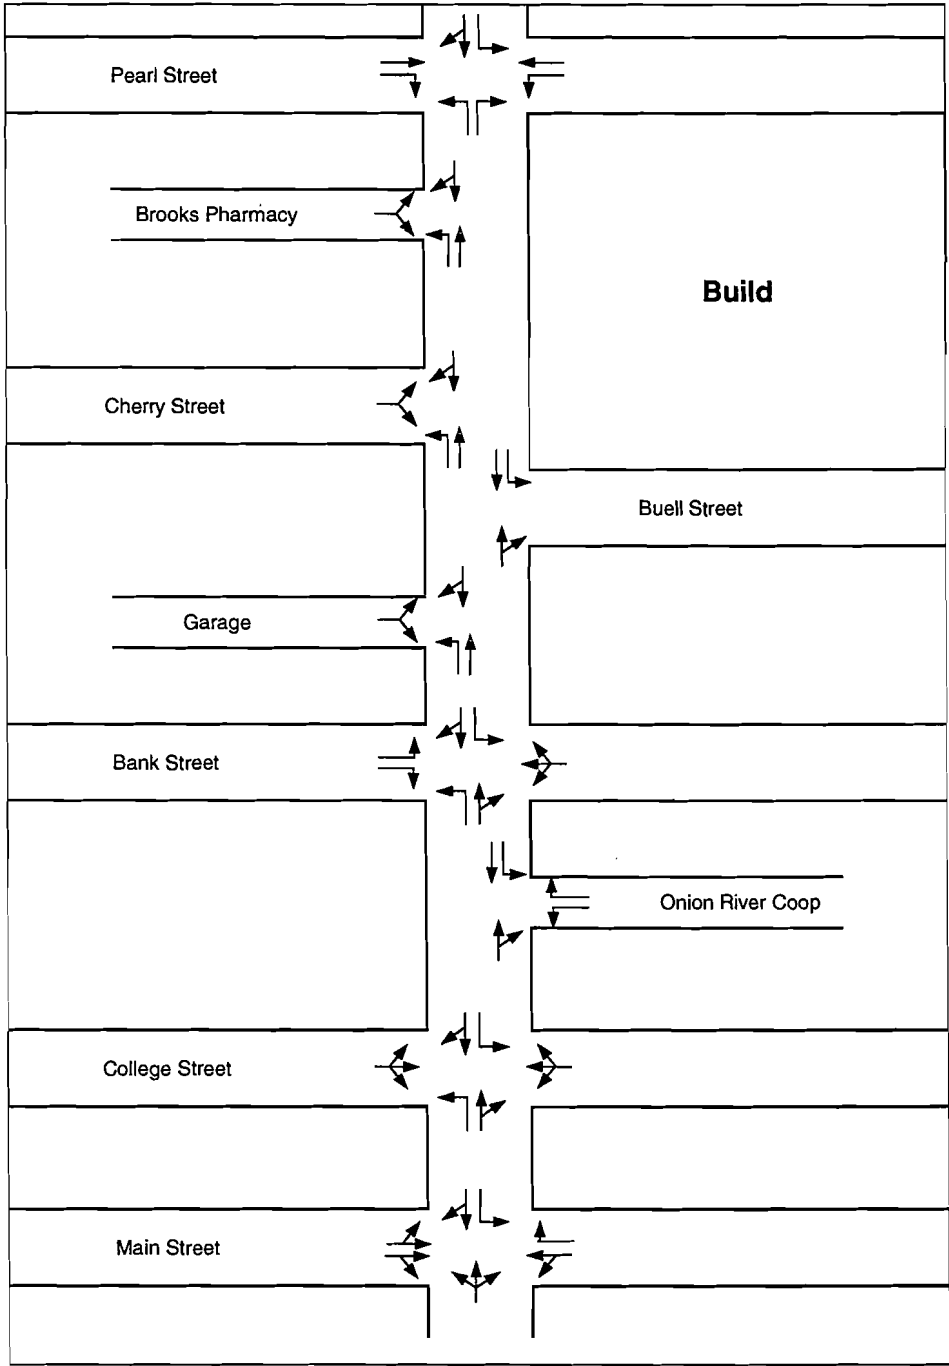 Pearl Street
Brooks Pharmacy
Build
Cherry Street
Buell Street
Garage
Bank Street
Onion River Coop
College Street
Main Street